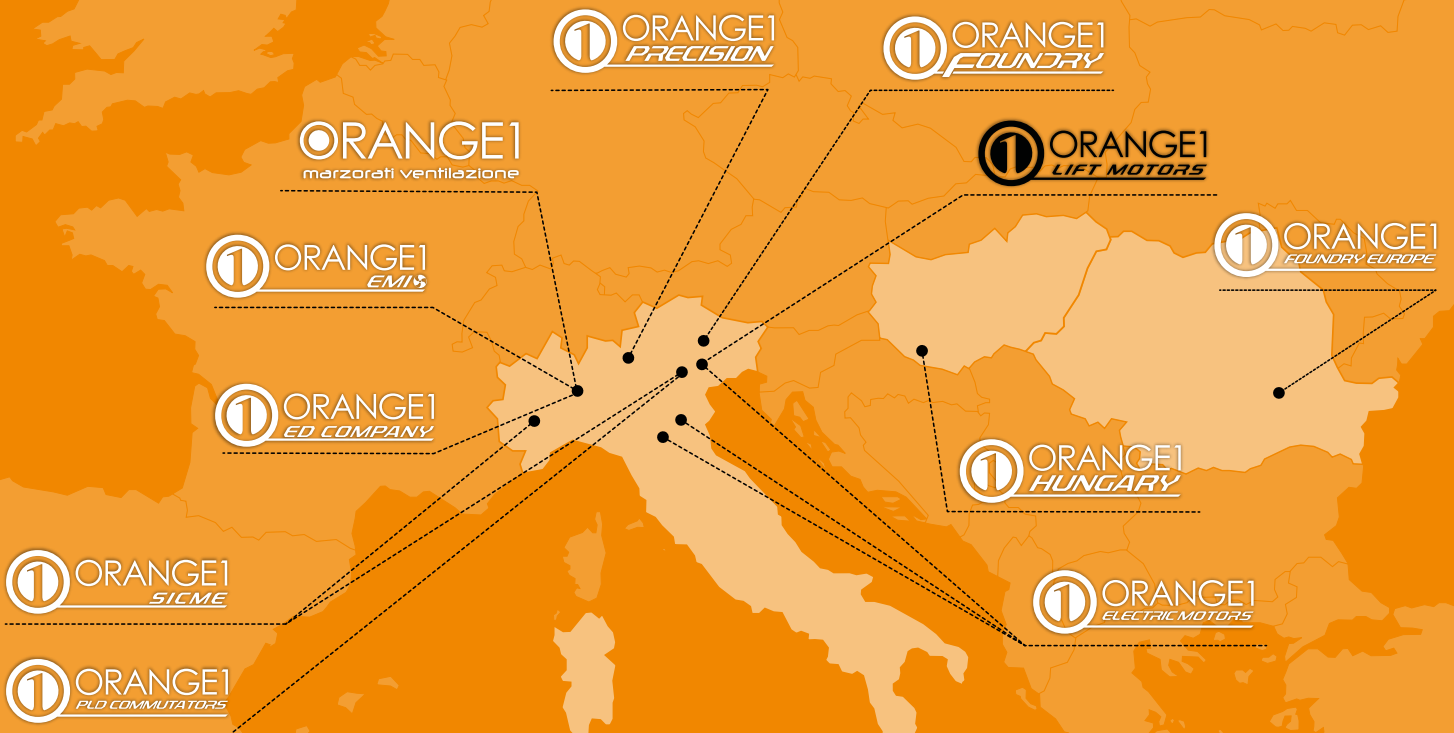 ORANGE1
PRECISION
ORANGE1
FOUNDRY
ORANGE1
marzorati ventilazione
ORANGE1
LIFT MOTORS
ORANGE1
FOUNDRY EUROPE
ORANGE1
EMI
ORANGE1
ED COMPANY
ORANGE1
HUNGARY
ORANGE1
SICME
ORANGE1
ELECTRIC MOTORS
ORANGE1
PLD COMMUTATORS